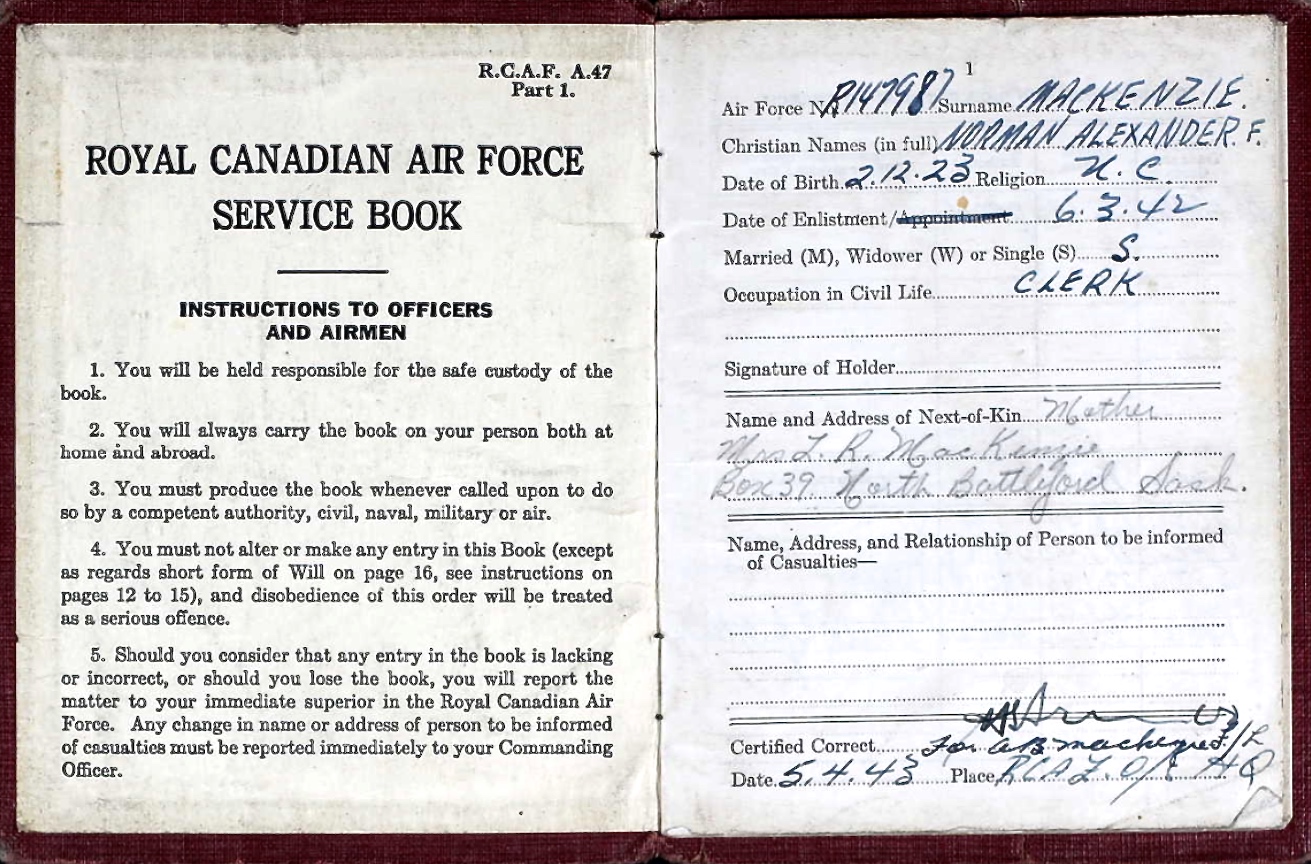 R.C.A.F. A.47
Part 1.
ROYAL CANADIAN AIR FORCE
SERVICE BOOK
INSTRUCTIONS TO OFFICERS
AND AIRMEN
1. You will be held responsible for the safe custody of the
book.
2. You will always carry the book on your person both at
home and abroad.
3. You must produce the book whenever called upon to do
so by a competent authority, civil, naval, military or air.
4. You must not alter or make any entry in this Book (except
as regards short form of Will on page 16, see instructions on
pages 12 to 15), and disobedience of this order will be treated
as a serious offence.
5. Should you consider that any entry in the book is lacking
or incorrect, or should you lose the book, you will report the
matter to your immediate superior in the Royal Canadian Air
Force. Any change in name or address of person to be informed
of casualties must be reported immediately to your Commanding
Officer.
1
Air Force No. R147987 Surname MACKENZIE.
Christian Names (in full) NORMAN ALEXANDER. F.
Date of Birth 2.12.23 Religion U.C.
Date of Enlistment/Appointment 6.3.42
Married (M), Widower (W) or Single (S) S.
Occupation in Civil Life CLERK
Signature of Holder
Name and Address of Next-of-Kin Mother
Mrs L. R. MacKenzie
Box 39 North Battleford Sask.
Name, Address, and Relationship of Person to be informed
of Casualties—
Certified Correct For
Date 5.4.43 Place HQ